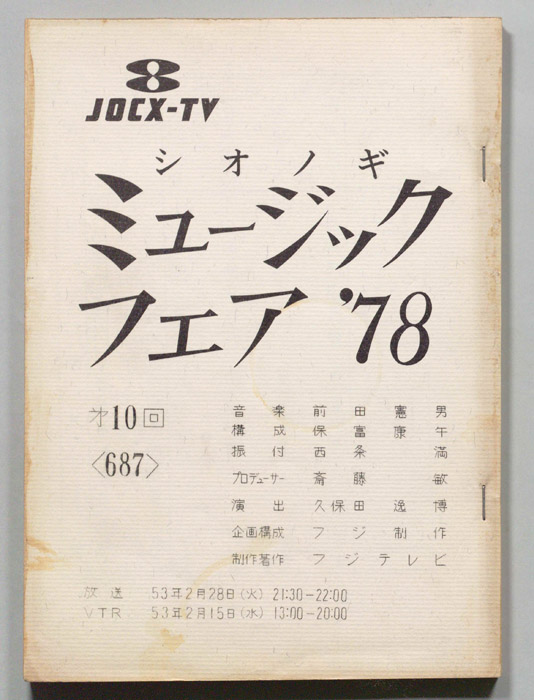 8
JOCX-TV
シオノギ
ミュージック
フェア '78
才10回
〈687〉
音楽 前田憲男
構成 保富康午
振付 西条満
プロデューサー 斎藤敏
演出 久保田逸博
企画構成 フジ制作
制作著作 フジテレビ
放送 53年2月28日(火) 21:30-22:00
VTR 53年2月15日(水) 13:00-20:00